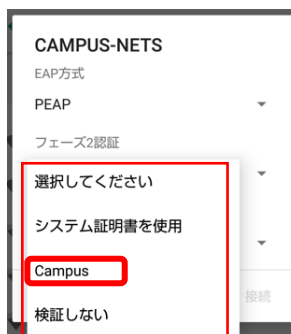 CAMPUS-NETS
EAP方式
PEAP
フェーズ2認証
選択してください
システム証明書を使用
Campus
検証しない
接続